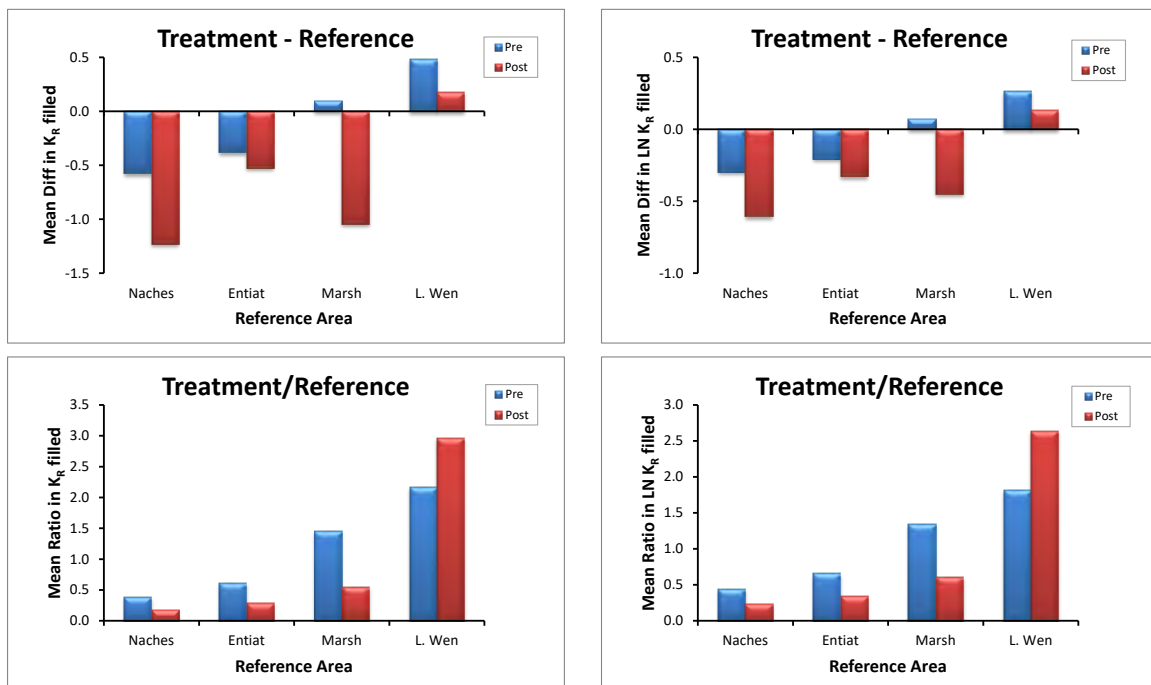 Treatment - Reference
Pre
Post
0.5
0.0
-0.5
-1.0
-1.5
Mean Diff in KR filled
Naches Entiat Marsh L. Wen
Reference Area
Treatment - Reference
Pre
Post
0.5
0.0
-0.5
-1.0
Mean Diff in LN KR filled
Naches Entiat Marsh L. Wen
Reference Area
Treatment/Reference
Pre
Post
3.5
3.0
2.5
2.0
1.5
1.0
0.5
0.0
Mean Ratio in KR filled
Naches Entiat Marsh L. Wen
Reference Area
Treatment/Reference
Pre
Post
3.0
2.5
2.0
1.5
1.0
0.5
0.0
Mean Ratio in LN KR filled
Naches Entiat Marsh L. Wen
Reference Area